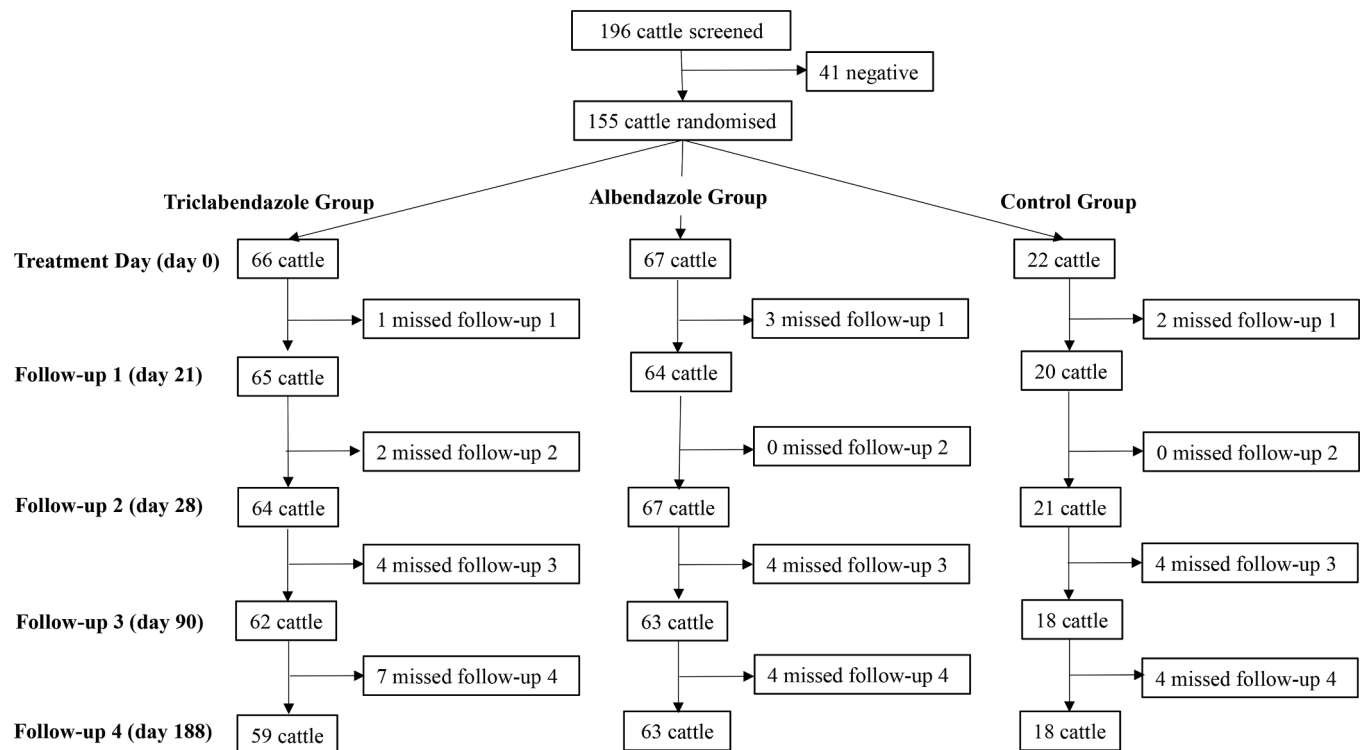 196 cattle screened
41 negative
155 cattle randomised
Triclabendazole Group
Albendazole Group
Control Group
Treatment Day (day 0)
66 cattle
67 cattle
22 cattle
1 missed follow-up 1
3 missed follow-up 1
2 missed follow-up 1
Follow-up 1 (day 21)
65 cattle
64 cattle
20 cattle
2 missed follow-up 2
0 missed follow-up 2
0 missed follow-up 2
Follow-up 2 (day 28)
64 cattle
67 cattle
21 cattle
4 missed follow-up 3
4 missed follow-up 3
4 missed follow-up 3
Follow-up 3 (day 90)
62 cattle
63 cattle
18 cattle
7 missed follow-up 4
4 missed follow-up 4
4 missed follow-up 4
Follow-up 4 (day 188)
59 cattle
63 cattle
18 cattle